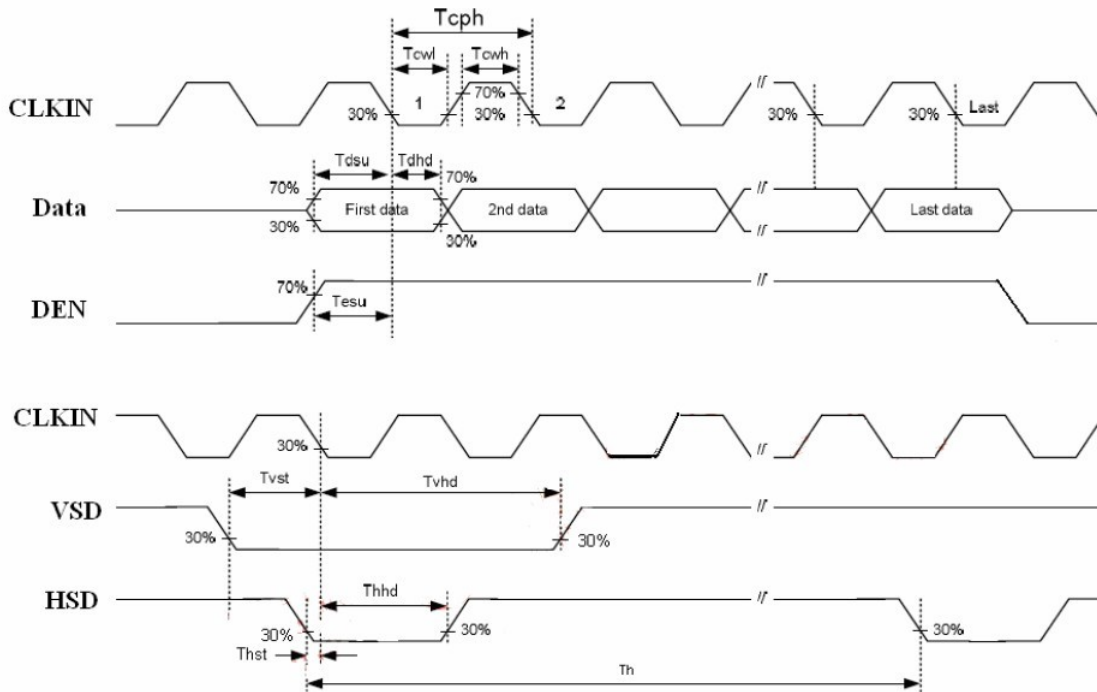 Tcph
Tcwl Tcwh
CLKIN 30% 1 70% 30% 2 30% 30% Last
Tdsu Tdhd
70% 70%
Data First data 2nd data Last data
30% 30%
DEN 70% Tesu
CLKIN 30%
Tvst Tvhd
VSD 30% 30%
HSD Thhd
30% 30% 30%
Thst
Th